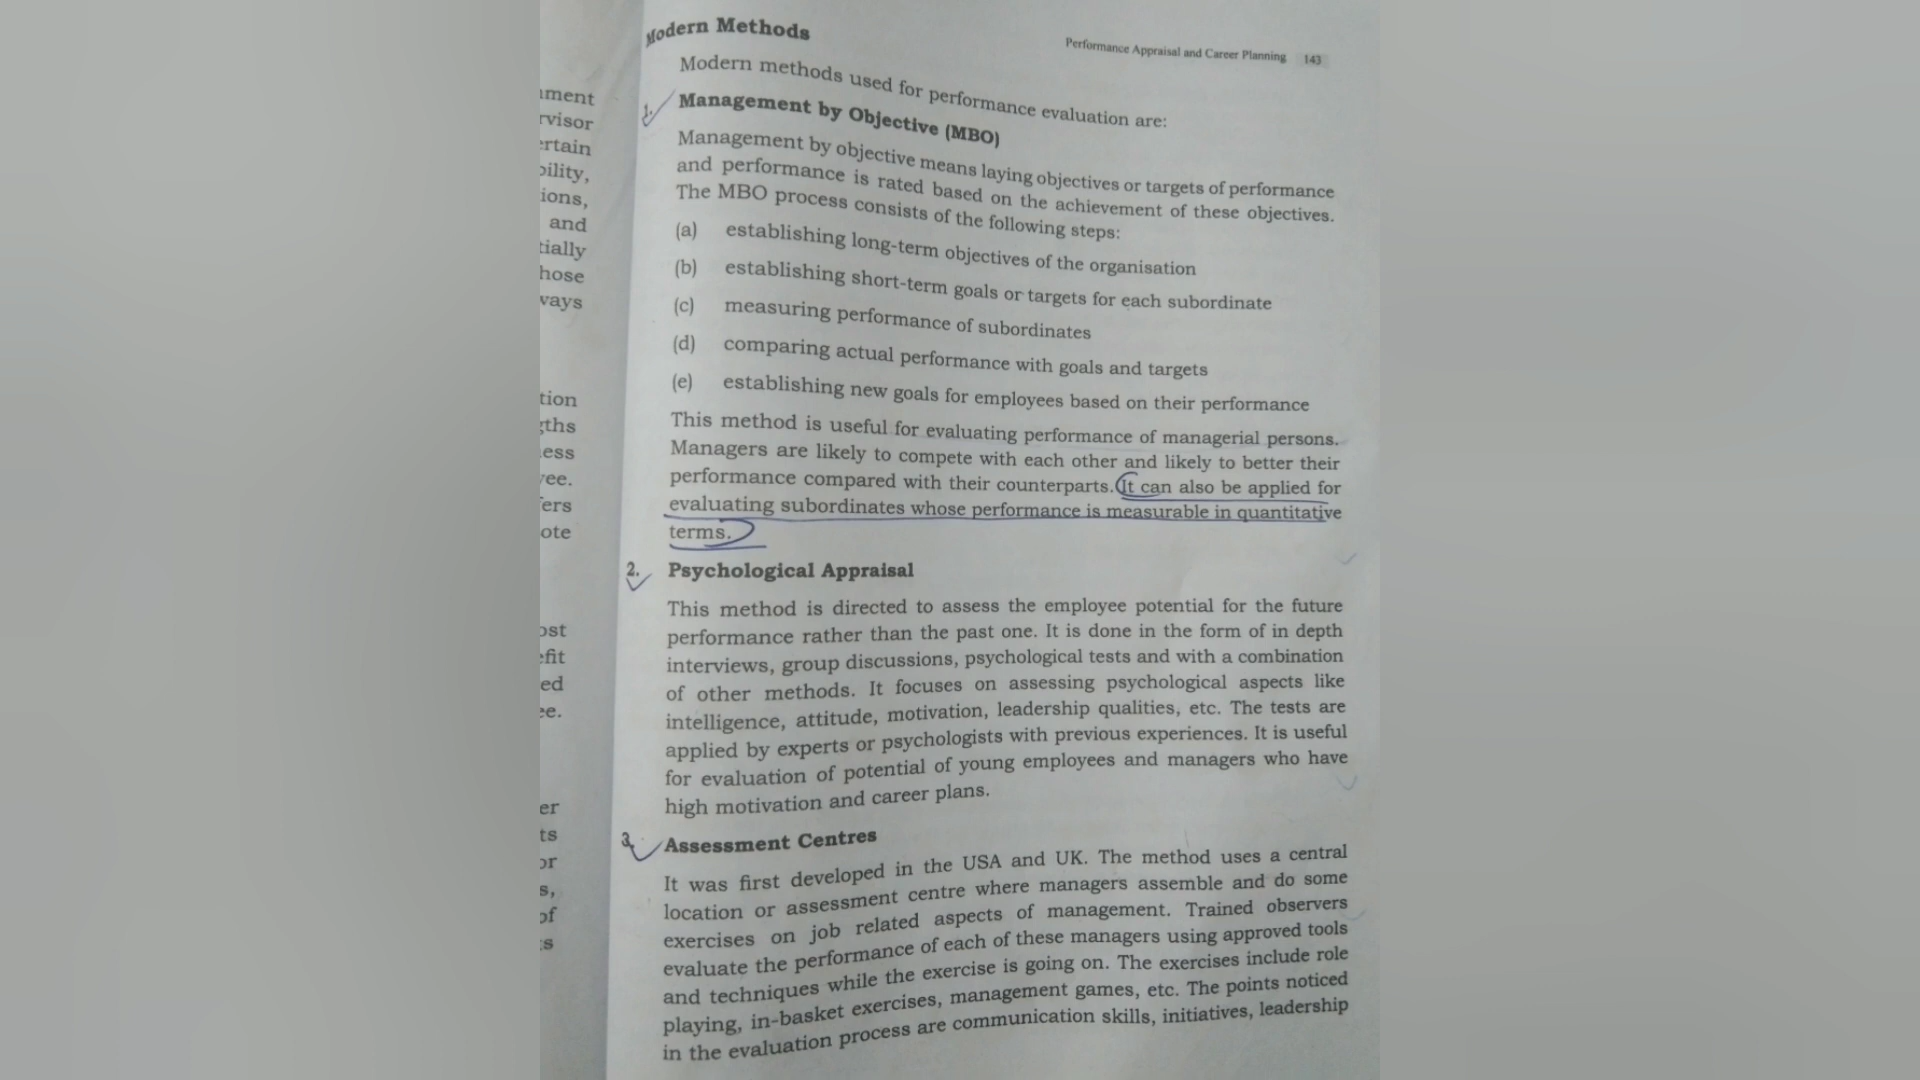 Performance Appraisal and Career Planning 143
Modern Methods
Modern methods used for performance evaluation are:
1. Management by Objective (MBO)
Management by objective means laying objectives or targets of performance
and performance is rated based on the achievement of these objectives.
The MBO process consists of the following steps:
(a) establishing long-term objectives of the organisation
(b) establishing short-term goals or targets for each subordinate
(c) measuring performance of subordinates
(d) comparing actual performance with goals and targets
(e) establishing new goals for employees based on their performance
This method is useful for evaluating performance of managerial persons.
Managers are likely to compete with each other and likely to better their
performance compared with their counterparts. It can also be applied for
evaluating subordinates whose performance is measurable in quantitative
terms.
2. Psychological Appraisal
This method is directed to assess the employee potential for the future
performance rather than the past one. It is done in the form of in depth
interviews, group discussions, psychological tests and with a combination
of other methods. It focuses on assessing psychological aspects like
intelligence, attitude, motivation, leadership qualities, etc. The tests are
applied by experts or psychologists with previous experiences. It is useful
for evaluation of potential of young employees and managers who have
high motivation and career plans.
3. Assessment Centres
It was first developed in the USA and UK. The method uses a central
location or assessment centre where managers assemble and do some
exercises on job related aspects of management. Trained observers
evaluate the performance of each of these managers using approved tools
and techniques while the exercise is going on. The exercises include role
playing, in-basket exercises, management games, etc. The points noticed
in the evaluation process are communication skills, initiatives, leadership